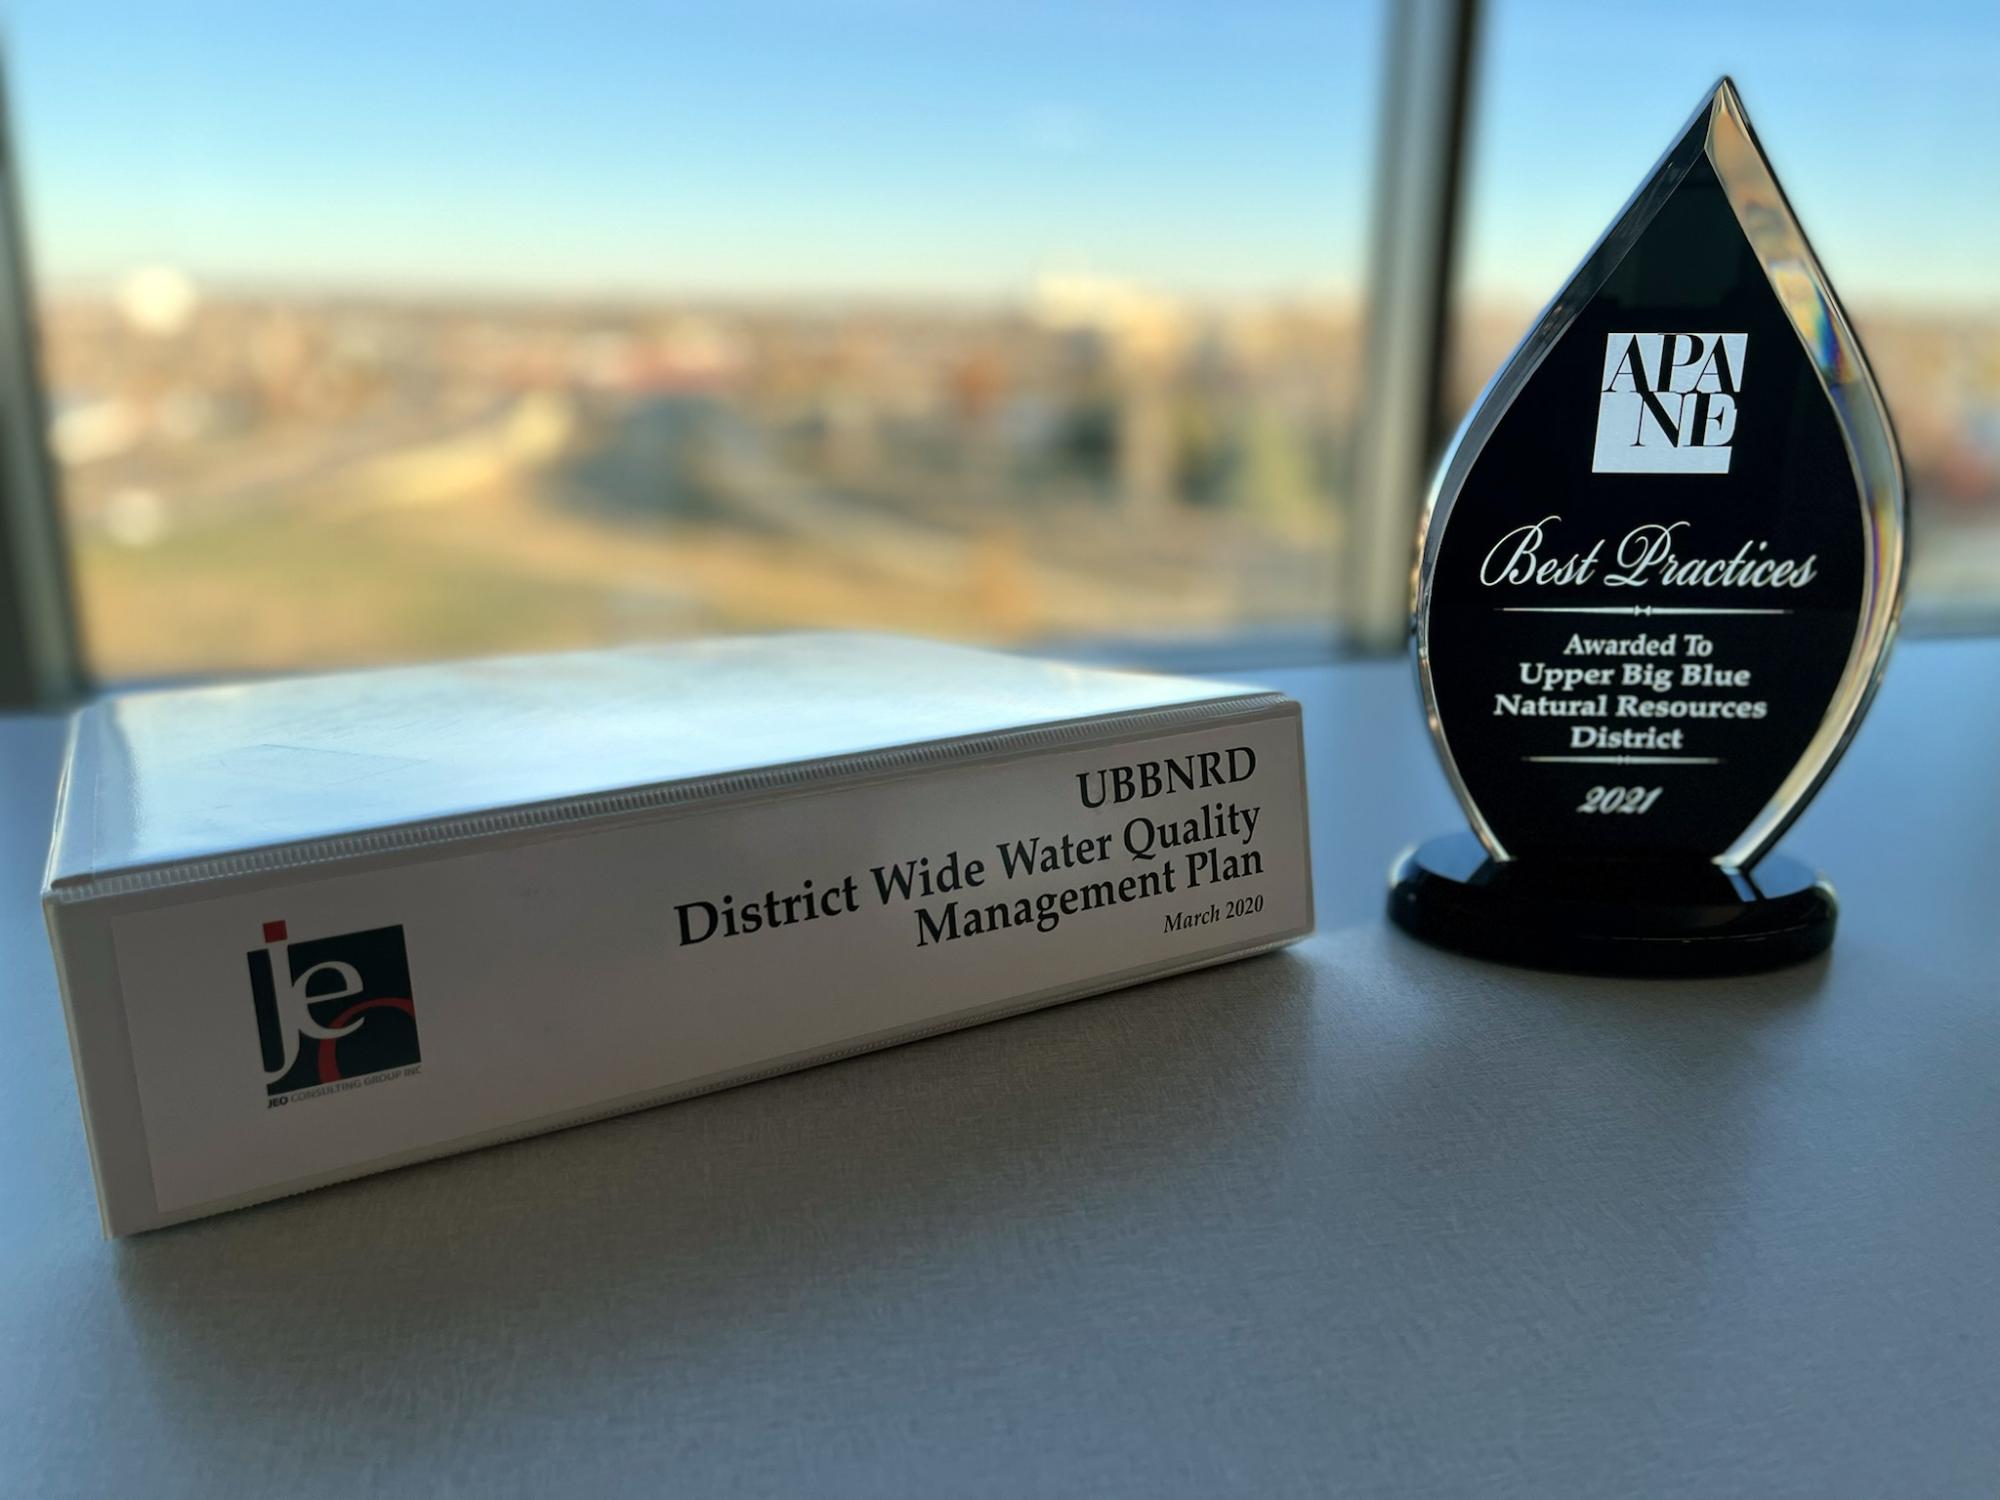 UBBNRD
District Wide Water Quality
Management Plan
March 2020
je
JEO CONSULTING GROUP INC
APA
NE
Best Practices
Awarded To
Upper Big Blue
Natural Resources
District
2021